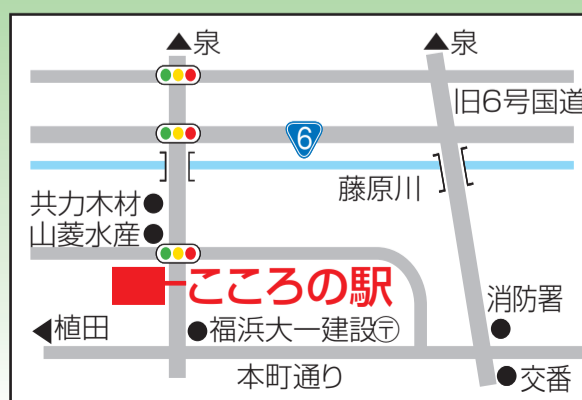 ▲泉
▲泉
旧6号国道
6
藤原川
共力木材●
山菱水産●
こころの駅
消防署
◀植田
●福浜大一建設〒
本町通り
●交番